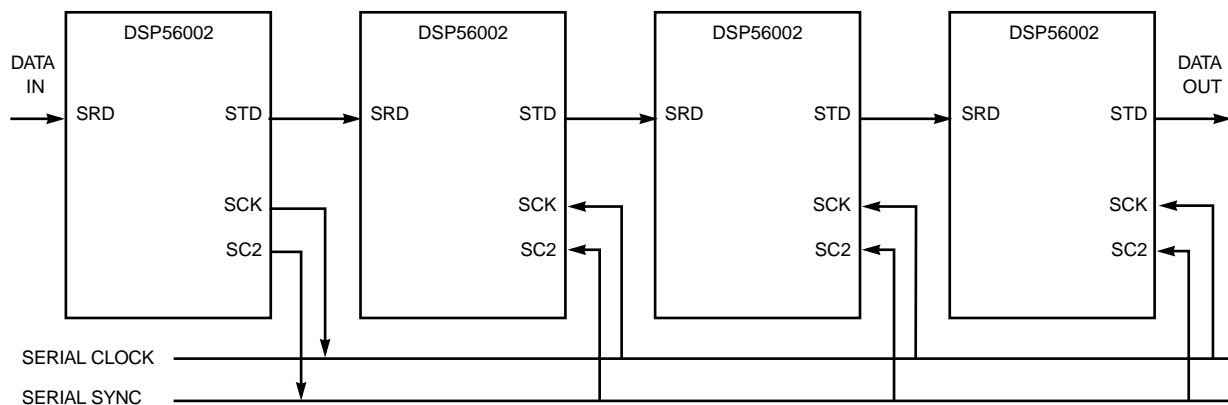 DSP56002
DSP56002
DSP56002
DSP56002
DATA
IN
DATA
OUT
SRD
STD
SRD
STD
SRD
STD
SRD
STD
SCK
SCK
SCK
SCK
SC2
SC2
SC2
SC2
SERIAL CLOCK
SERIAL SYNC